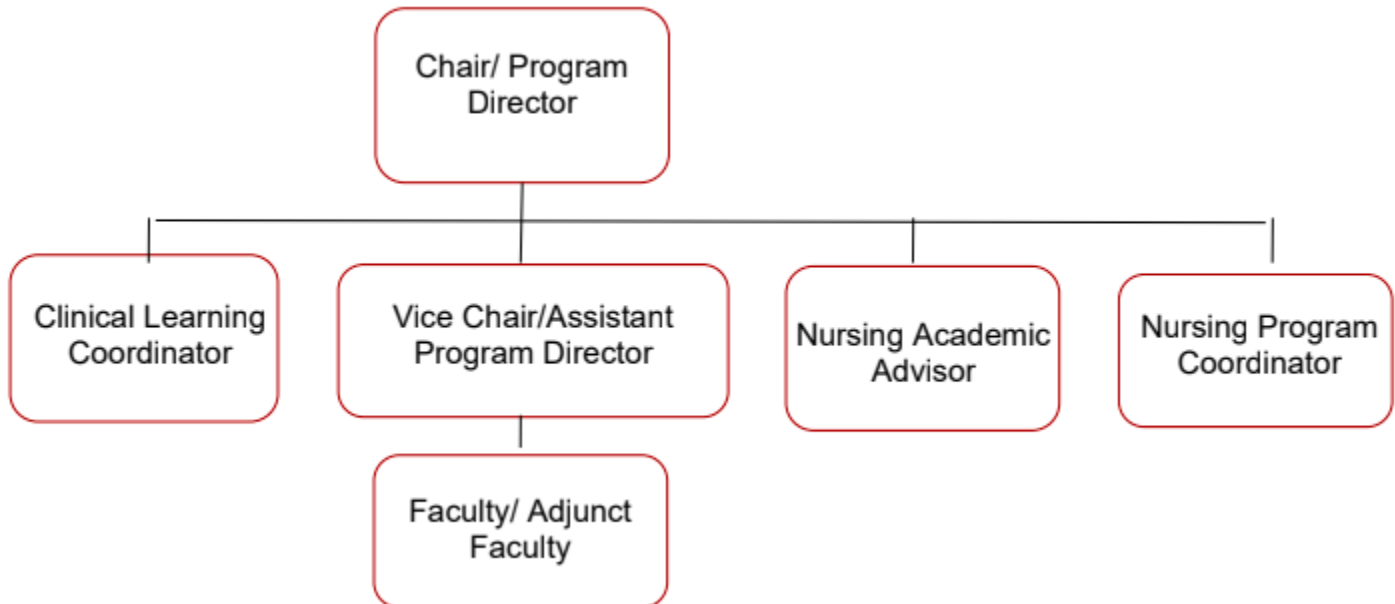 Chair/ Program
Director
Clinical Learning
Coordinator
Vice Chair/Assistant
Program Director
Nursing Academic
Advisor
Nursing Program
Coordinator
Faculty/ Adjunct
Faculty